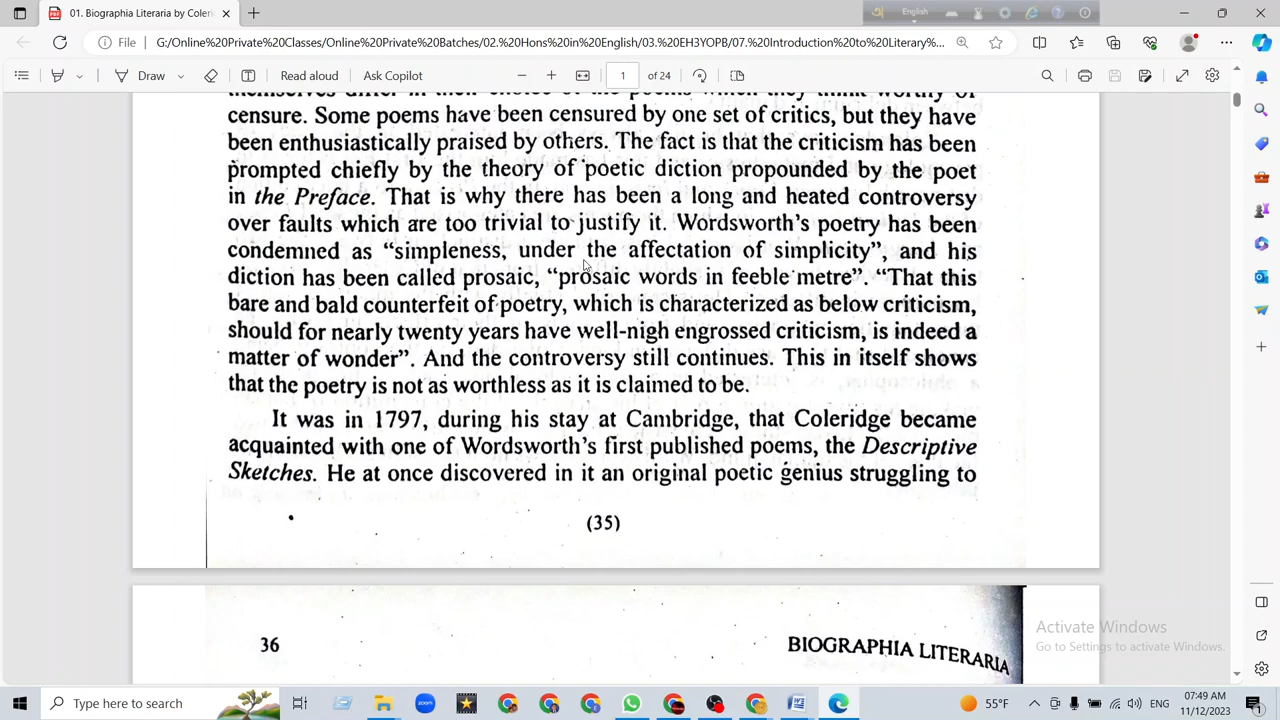 01. Biographia Literaria by Coleri
English
File
G:/Online%20Private%20Classes/Online%20Private%20Batches/02.%20Hons%20in%20English/03.%20EH3YOPB/07.%20Introduction%20to%20Literary%...
Draw
Read aloud
Ask Copilot
1
of 24
censure. Some poems have been censured by one set of critics, but they have
been enthusiastically praised by others. The fact is that the criticism has been
prompted chiefly by the theory of poetic diction propounded by the poet
in the Preface. That is why there has been a long and heated controversy
over faults which are too trivial to justify it. Wordsworth's poetry has been
condemned as “simpleness, under the affectation of simplicity”, and his
diction has been called prosaic, “prosaic words in feeble metre”. “That this
bare and bald counterfeit of poetry, which is characterized as below criticism,
should for nearly twenty years have well-nigh engrossed criticism, is indeed a
matter of wonder”. And the controversy still continues. This in itself shows
that the poetry is not as worthless as it is claimed to be.
It was in 1797, during his stay at Cambridge, that Coleridge became
acquainted with one of Wordsworth's first published poems, the Descriptive
Sketches. He at once discovered in it an original poetic genius struggling to
(35)
36
BIOGRAPHIA LITERARIA
Activate Windows
Go to Settings to activate Windows.
Type here to search
zoom
55°F
ENG
07:49 AM
11/12/2023